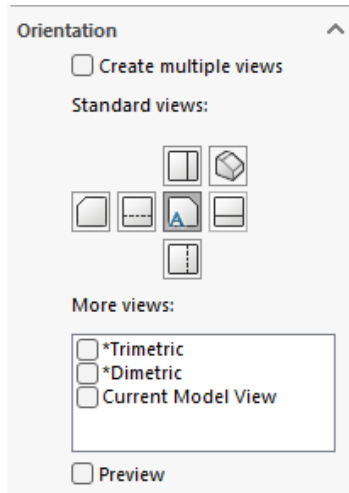 Orientation
Create multiple views
Standard views:
A
More views:
*Trimetric
*Dimetric
Current Model View
Preview